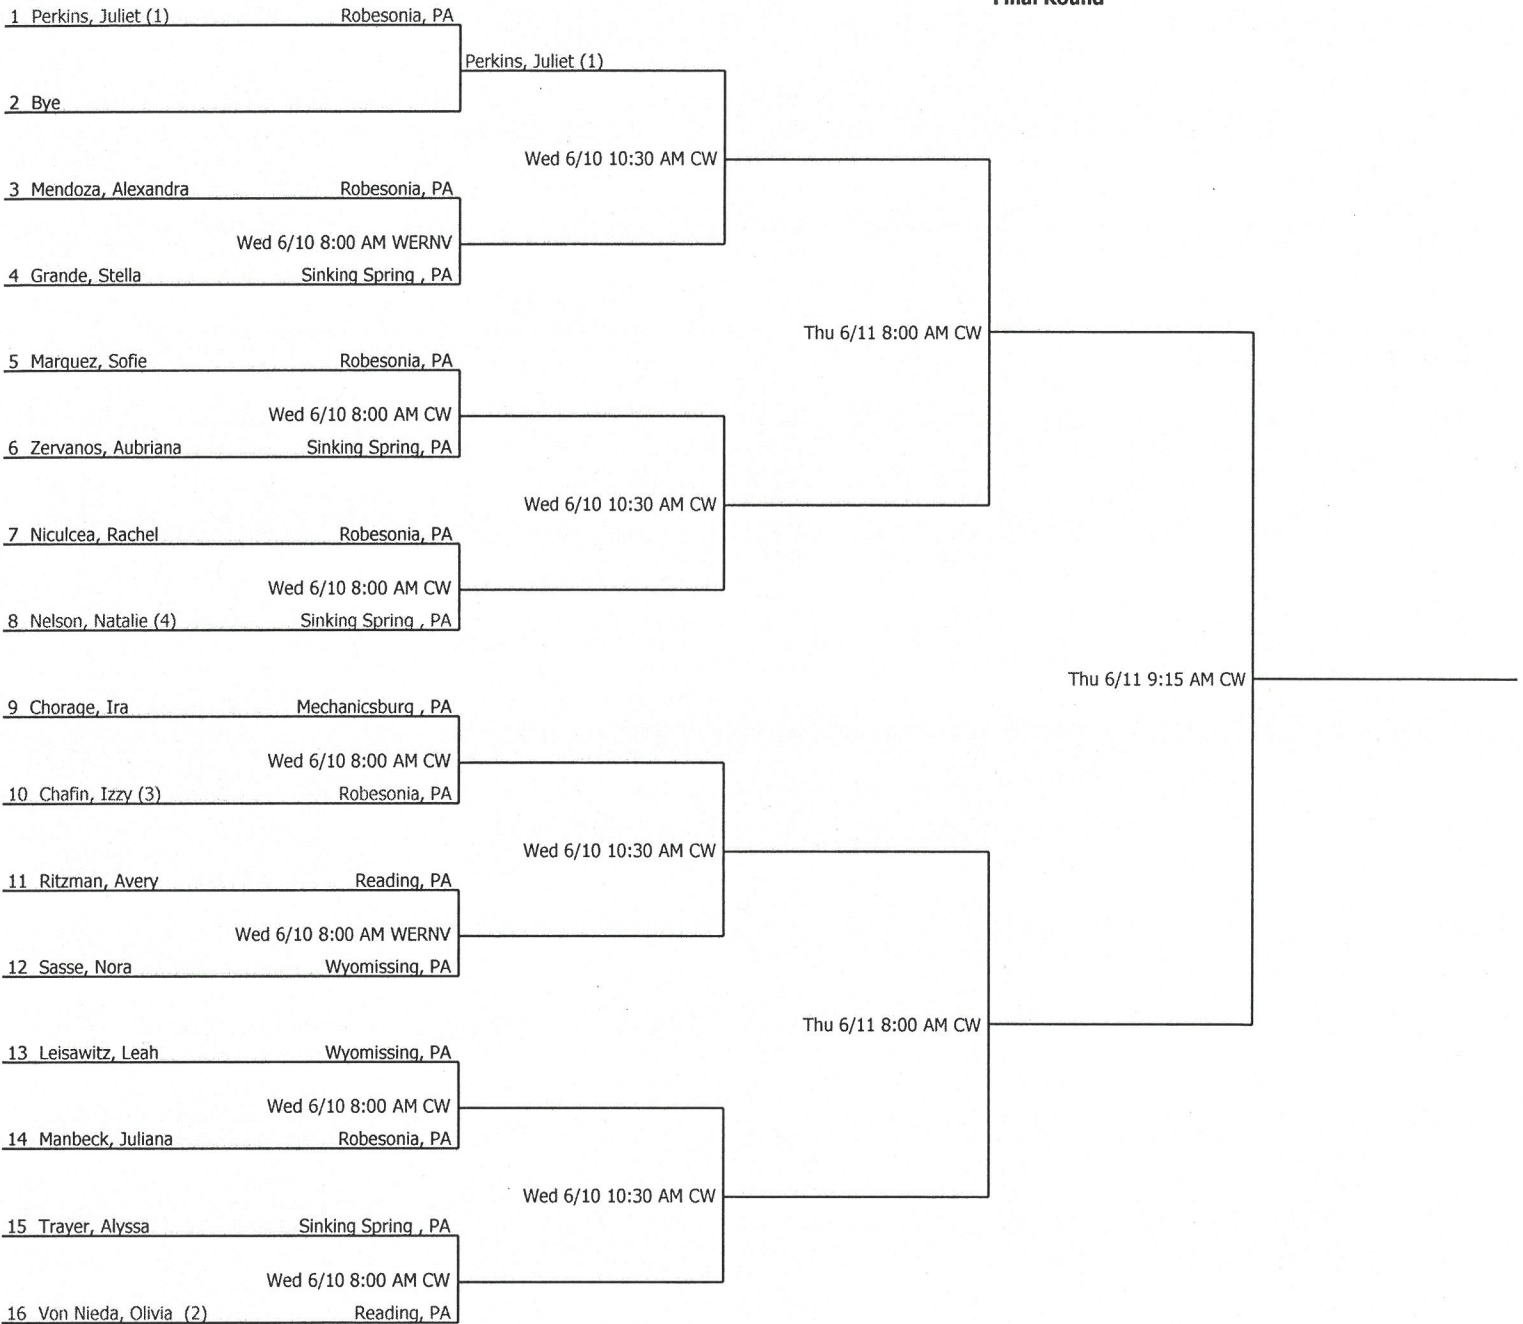 Final Round
1 Perkins, Juliet (1) Robesonia, PA
Perkins, Juliet (1)
2 Bye
Wed 6/10 10:30 AM CW
3 Mendoza, Alexandra Robesonia, PA
Wed 6/10 8:00 AM WERNV
4 Grande, Stella Sinking Spring , PA
Thu 6/11 8:00 AM CW
5 Marquez, Sofie Robesonia, PA
Wed 6/10 8:00 AM CW
6 Zervanos, Aubriana Sinking Spring, PA
Wed 6/10 10:30 AM CW
7 Niculcea, Rachel Robesonia, PA
Wed 6/10 8:00 AM CW
8 Nelson, Natalie (4) Sinking Spring , PA
Thu 6/11 9:15 AM CW
9 Chorage, Ira Mechanicsburg , PA
Wed 6/10 8:00 AM CW
10 Chafin, Izzy (3) Robesonia, PA
Wed 6/10 10:30 AM CW
11 Ritzman, Avery Reading, PA
Wed 6/10 8:00 AM WERNV
12 Sasse, Nora Wyomissing, PA
Thu 6/11 8:00 AM CW
13 Leisawitz, Leah Wyomissing, PA
Wed 6/10 8:00 AM CW
14 Manbeck, Juliana Robesonia, PA
Wed 6/10 10:30 AM CW
15 Trayer, Alyssa Sinking Spring , PA
Wed 6/10 8:00 AM CW
16 Von Nieda, Olivia (2) Reading, PA